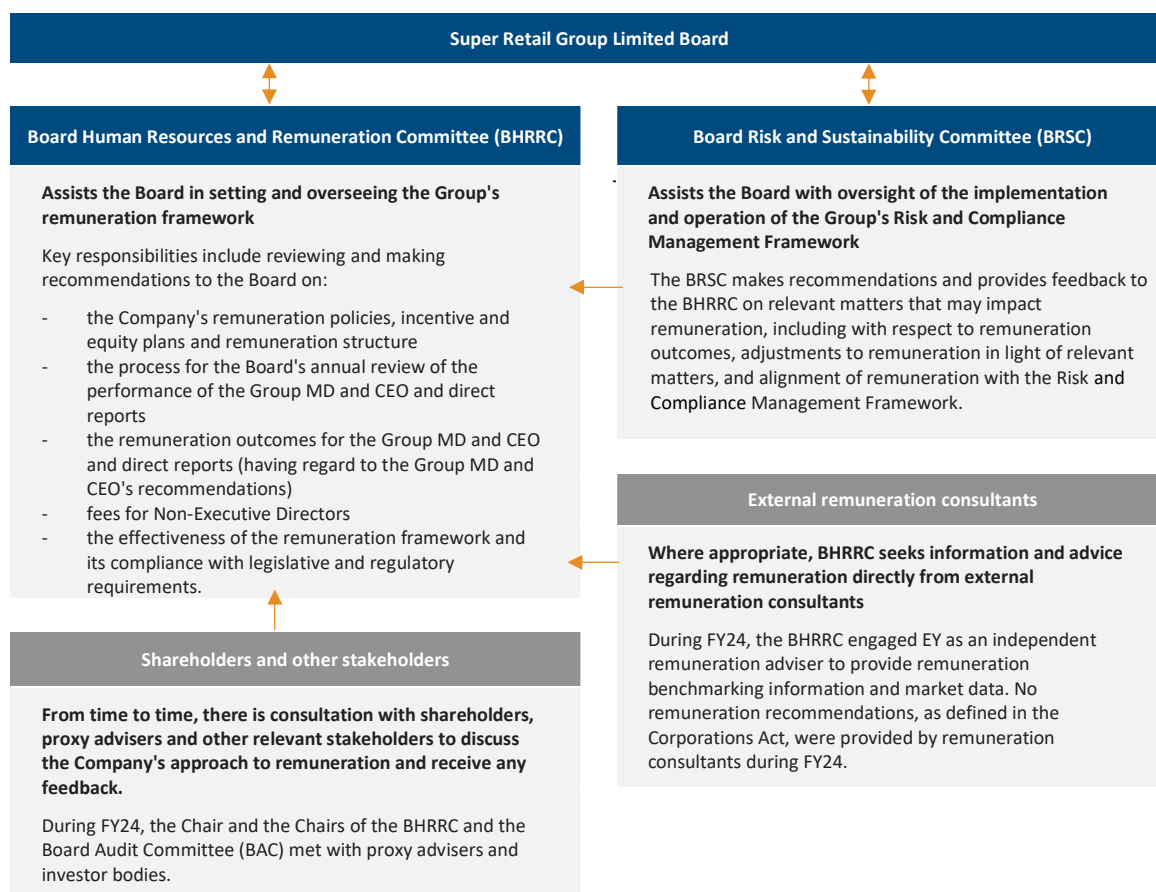 Super Retail Group Limited Board
Board Human Resources and Remuneration Committee (BHRRC)
Assists the Board in setting and overseeing the Group's
remuneration framework
Key responsibilities include reviewing and making
recommendations to the Board on:
- the Company's remuneration policies, incentive and
equity plans and remuneration structure
- the process for the Board's annual review of the
performance of the Group MD and CEO and direct
reports
- the remuneration outcomes for the Group MD and CEO
and direct reports (having regard to the Group MD and
CEO's recommendations)
- fees for Non-Executive Directors
- the effectiveness of the remuneration framework and
its compliance with legislative and regulatory
requirements.
Shareholders and other stakeholders
From time to time, there is consultation with shareholders,
proxy advisers and other relevant stakeholders to discuss
the Company's approach to remuneration and receive any
feedback.
During FY24, the Chair and the Chairs of the BHRRC and the
Board Audit Committee (BAC) met with proxy advisers and
investor bodies.
Board Risk and Sustainability Committee (BRSC)
Assists the Board with oversight of the implementation
and operation of the Group's Risk and Compliance
Management Framework
The BRSC makes recommendations and provides feedback to
the BHRRC on relevant matters that may impact
remuneration, including with respect to remuneration
outcomes, adjustments to remuneration in light of relevant
matters, and alignment of remuneration with the Risk and
Compliance Management Framework.
External remuneration consultants
Where appropriate, BHRRC seeks information and advice
regarding remuneration directly from external
remuneration consultants
During FY24, the BHRRC engaged EY as an independent
remuneration adviser to provide remuneration
benchmarking information and market data. No
remuneration recommendations, as defined in the
Corporations Act, were provided by remuneration
consultants during FY24.